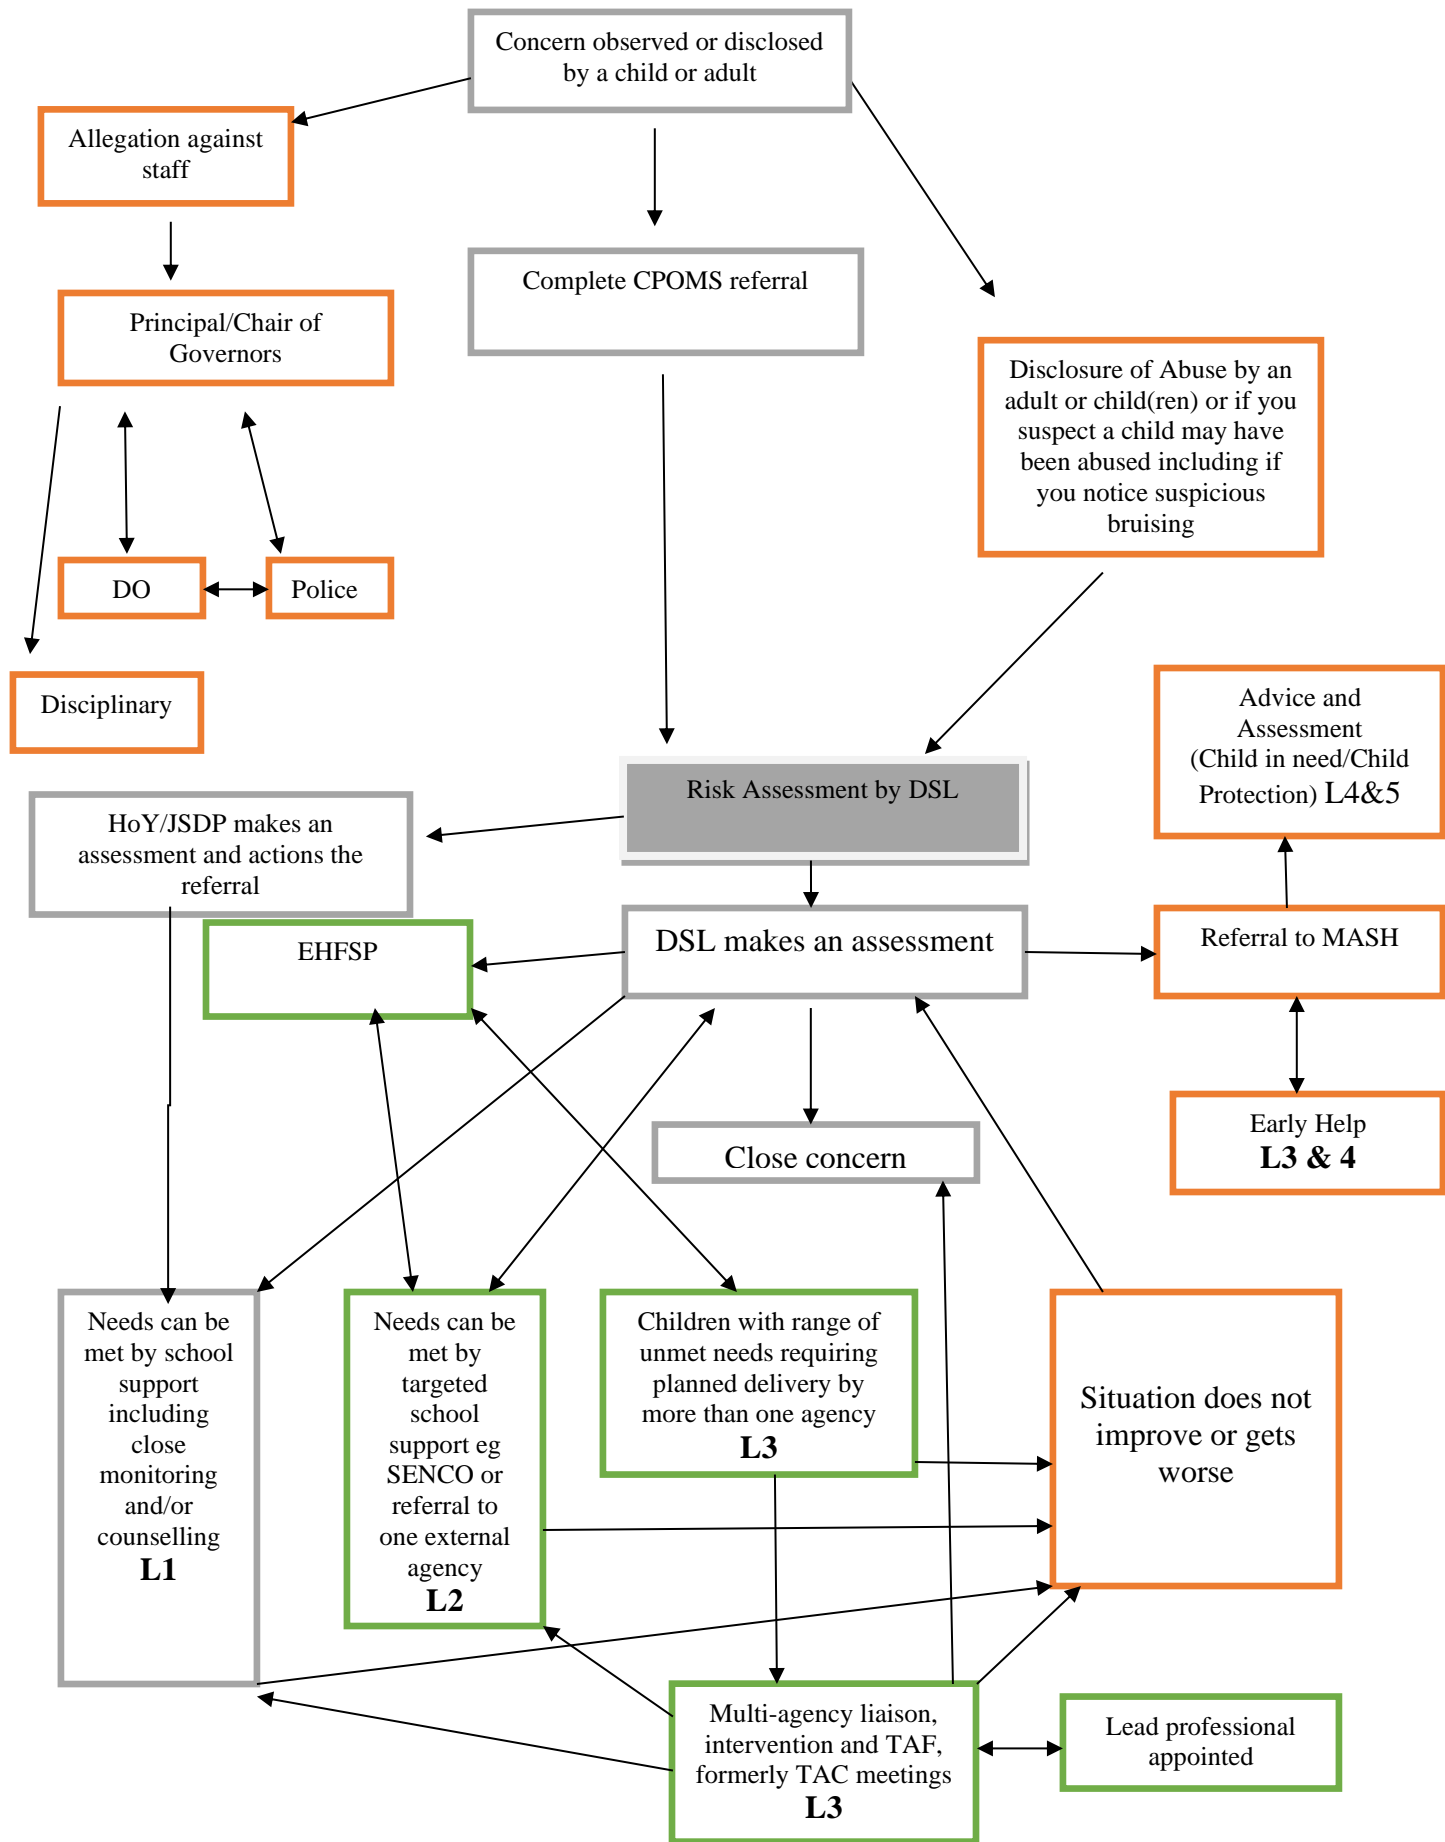 Concern observed or disclosed
by a child or adult
Allegation against
staff
Complete CPOMS referral
Principal/Chair of
Governors
Disclosure of Abuse by an
adult or child(ren) or if you
suspect a child may have
been abused including if
you notice suspicious
bruising
DO
Police
Disciplinary
Advice and
Assessment
(Child in need/Child
Protection) L4&5
Risk Assessment by DSL
HoY/JSDP makes an
assessment and actions the
referral
EHFSP
DSL makes an assessment
Referral to MASH
Close concern
Early Help
L3 & 4
Needs can be
met by school
support
including
close
monitoring
and/or
counselling
L1
Needs can be
met by
targeted
school
support eg
SENCO or
referral to
one external
agency
L2
Children with range of
unmet needs requiring
planned delivery by
more than one agency
L3
Situation does not
improve or gets
worse
Multi-agency liaison,
intervention and TAF,
formerly TAC meetings
L3
Lead professional
appointed